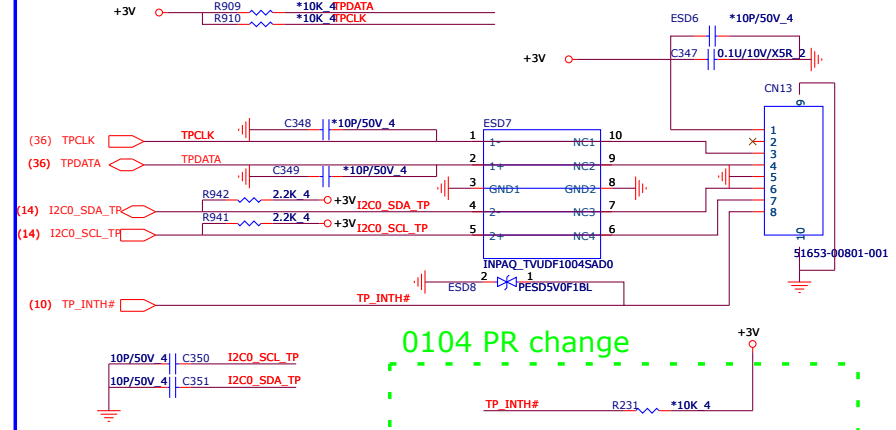 +3V
R909 *10K_4 TPDATA
R910 *10K_4 TPCLK
ESD6 *10P/50V_4
+3V
C347 0.1U/10V/X5R_2
CN13
9
C348 *10P/50V_4
ESD7
(36) TPCLK TPCLK 1 1- NC1 10
(36) TPDATA TPDATA 2 1+ NC2 9
C349 *10P/50V_4
3 GND1 GND2 8
R942 2.2K_4 +3V
(14) I2C0_SDA_TP I2C0_SDA_TP 4 2- NC3 7
R941 2.2K_4 +3V
(14) I2C0_SCL_TP I2C0_SCL_TP 5 2+ NC4 6
1
2
3
4
5
6
7
8
10
51653-00801-001
INPAQ_TVUDF1004SAD0
2 1
ESD8 PESD5V0F1BL
(10) TP_INTH# TP_INTH#
0104 PR change
+3V
10P/50V_4 C350 I2C0_SCL_TP
10P/50V_4 C351 I2C0_SDA_TP
TP_INTH# R231 *10K_4